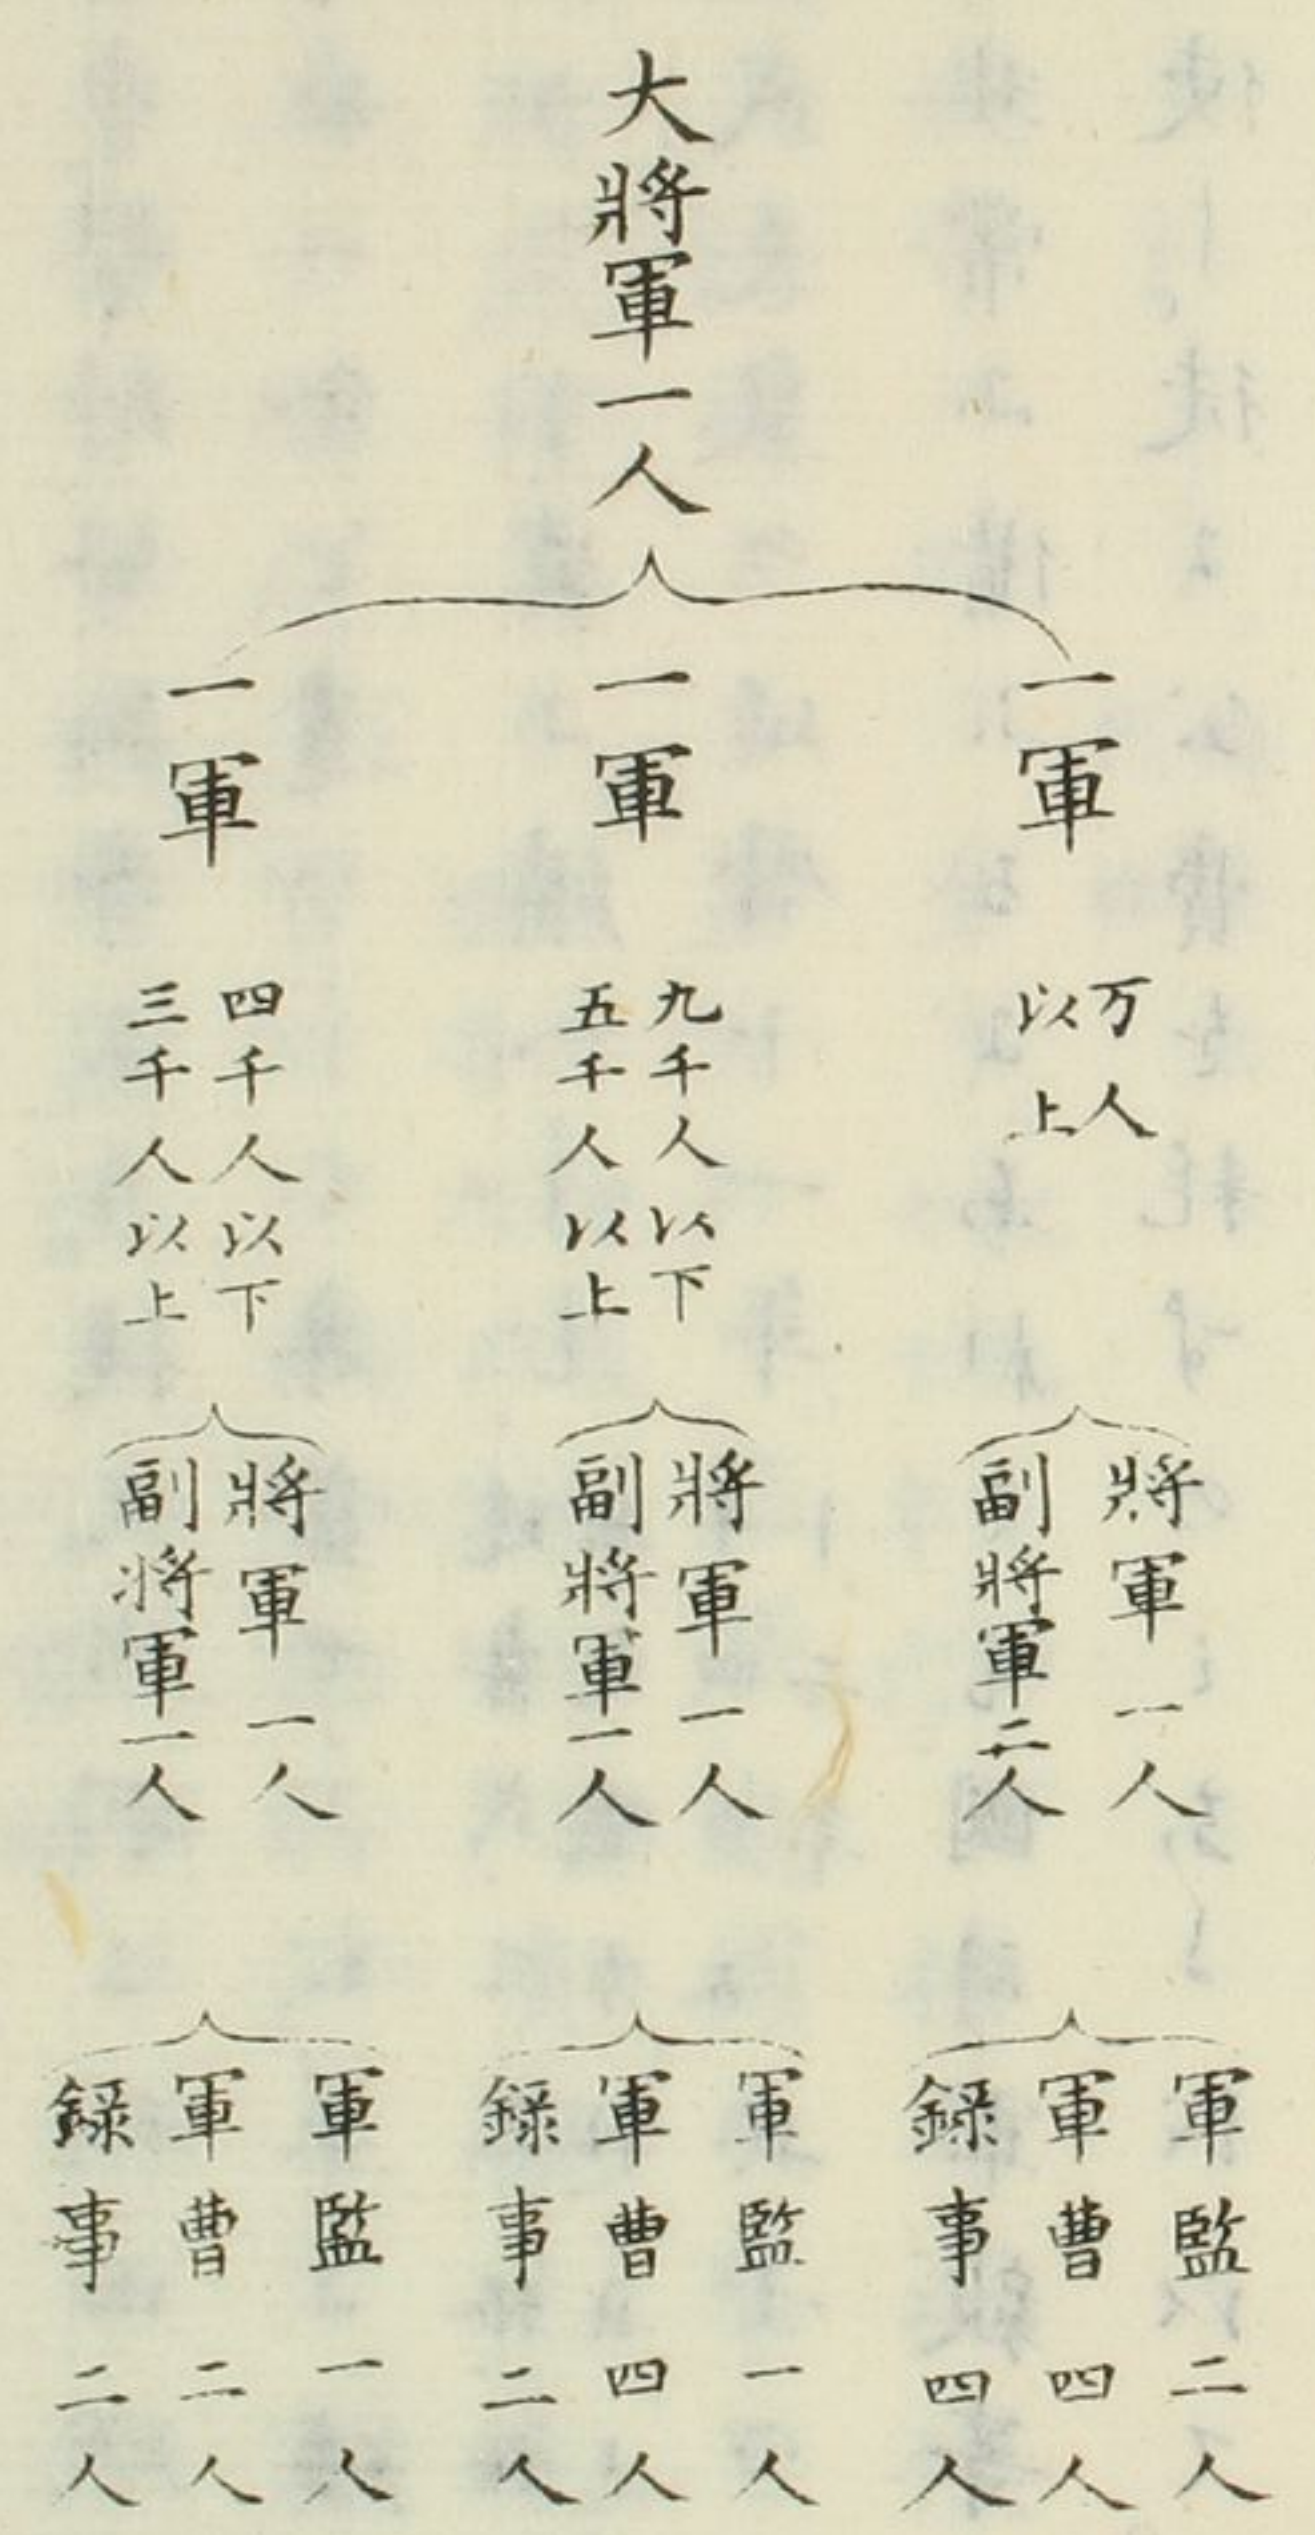 大將軍一人
一軍
万人
以上
將軍一人
副將軍二人
軍監二人
軍曹四人
録事四人
一軍
九千人以下
五千人以上
將軍一人
副將軍一人
軍監一人
軍曹四人
録事二人
一軍
四千人以下
三千人以上
將軍一人
副將軍一人
軍監一人
軍曹二人
録事二人